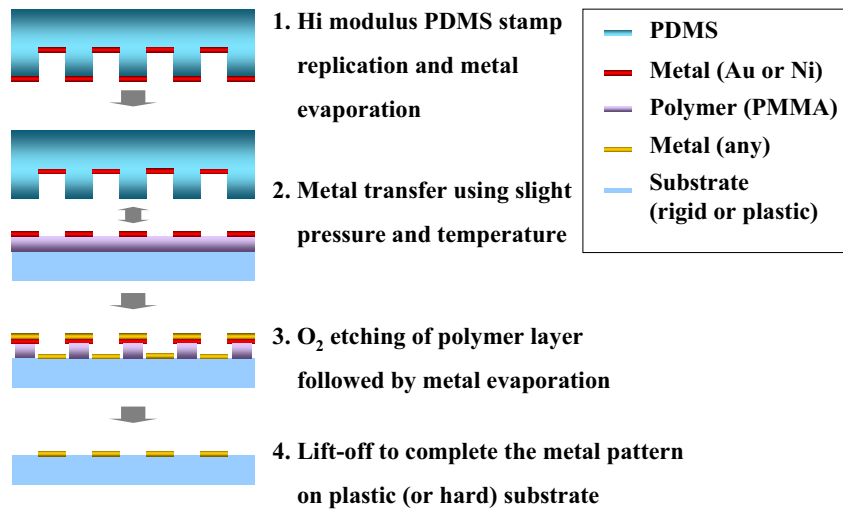 1. Hi modulus PDMS stamp
replication and metal
evaporation
2. Metal transfer using slight
pressure and temperature
3. O₂ etching of polymer layer
followed by metal evaporation
4. Lift-off to complete the metal pattern
on plastic (or hard) substrate
PDMS
Metal (Au or Ni)
Polymer (PMMA)
Metal (any)
Substrate
(rigid or plastic)